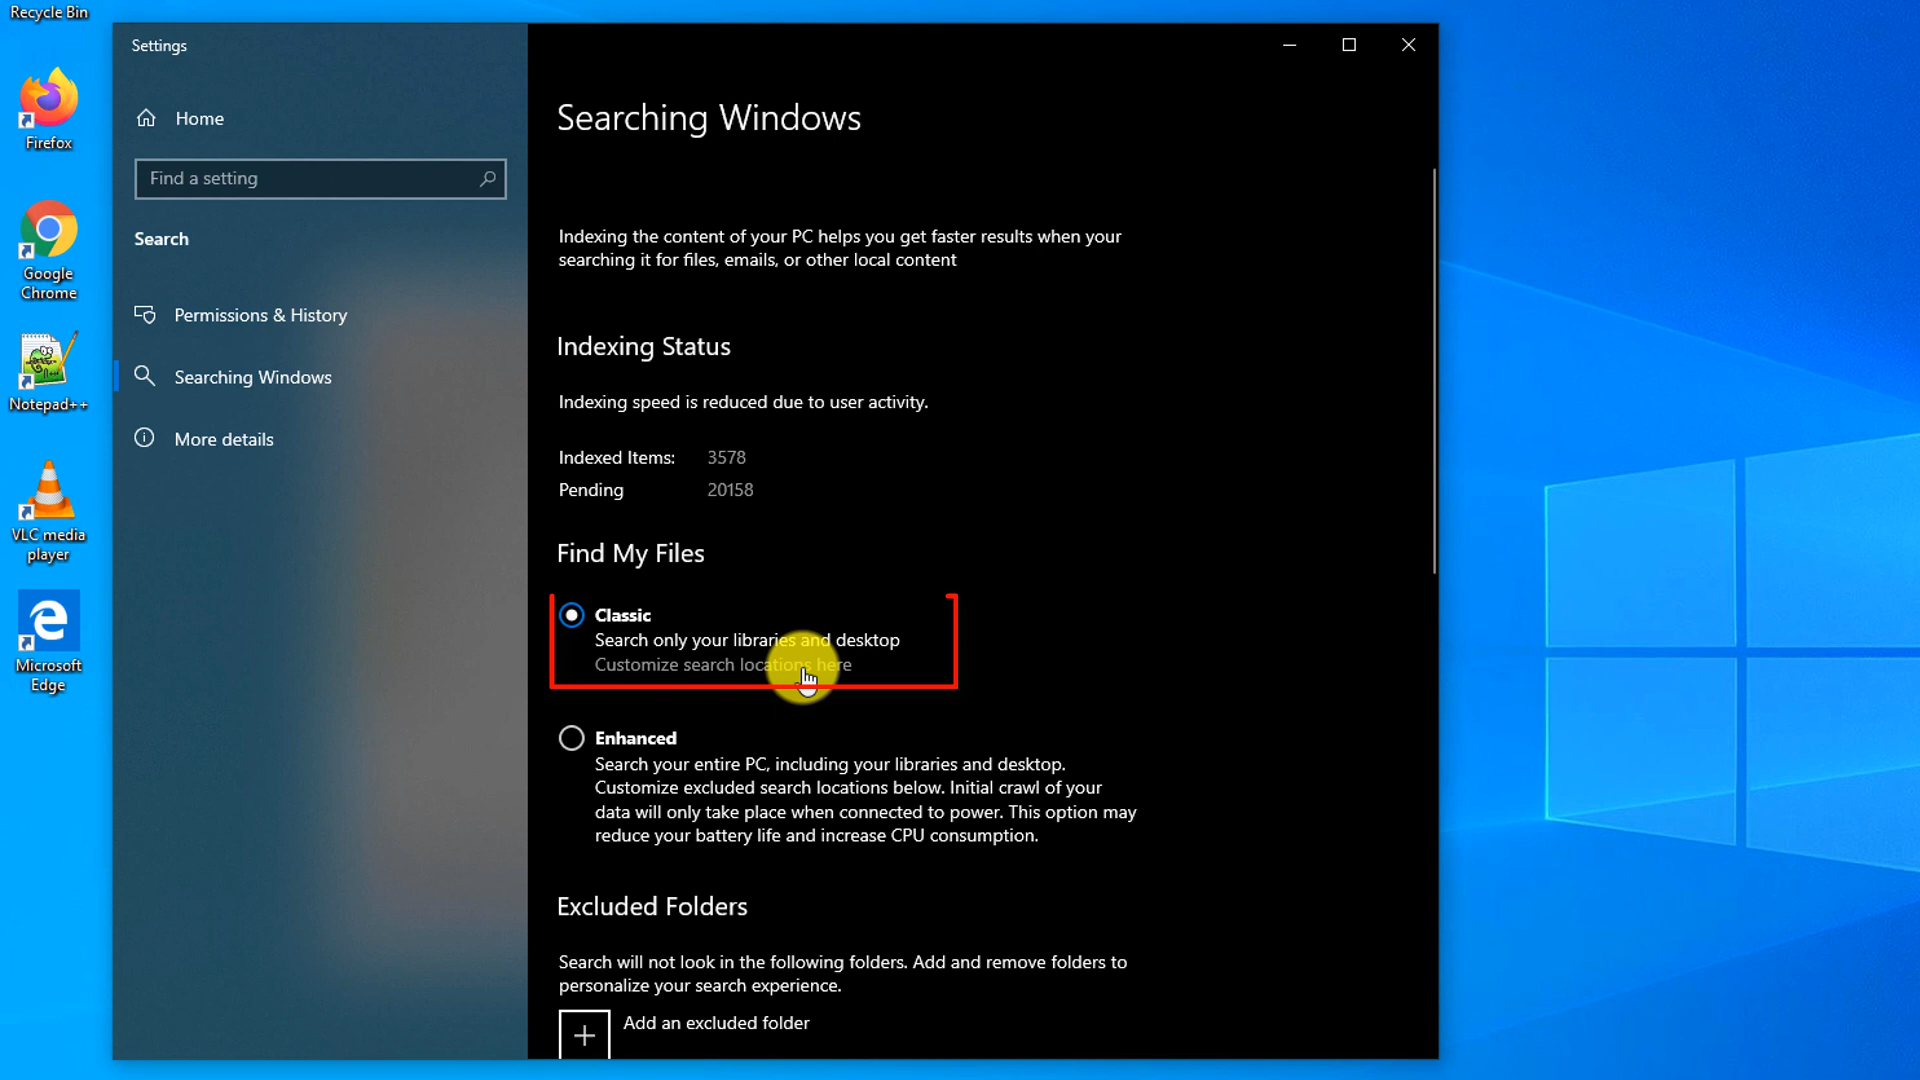 Recycle Bin
Firefox
Google
Chrome
Notepad++
VLC media
player
Microsoft
Edge
Settings
Home
Find a setting
Search
Permissions & History
Searching Windows
More details
Searching Windows
Indexing the content of your PC helps you get faster results when your
searching it for files, emails, or other local content
Indexing Status
Indexing speed is reduced due to user activity.
Indexed Items: 3578
Pending 20158
Find My Files
Classic
Search only your libraries and desktop
Customize search locations here
Enhanced
Search your entire PC, including your libraries and desktop.
Customize excluded search locations below. Initial crawl of your
data will only take place when connected to power. This option may
reduce your battery life and increase CPU consumption.
Excluded Folders
Search will not look in the following folders. Add and remove folders to
personalize your search experience.
Add an excluded folder